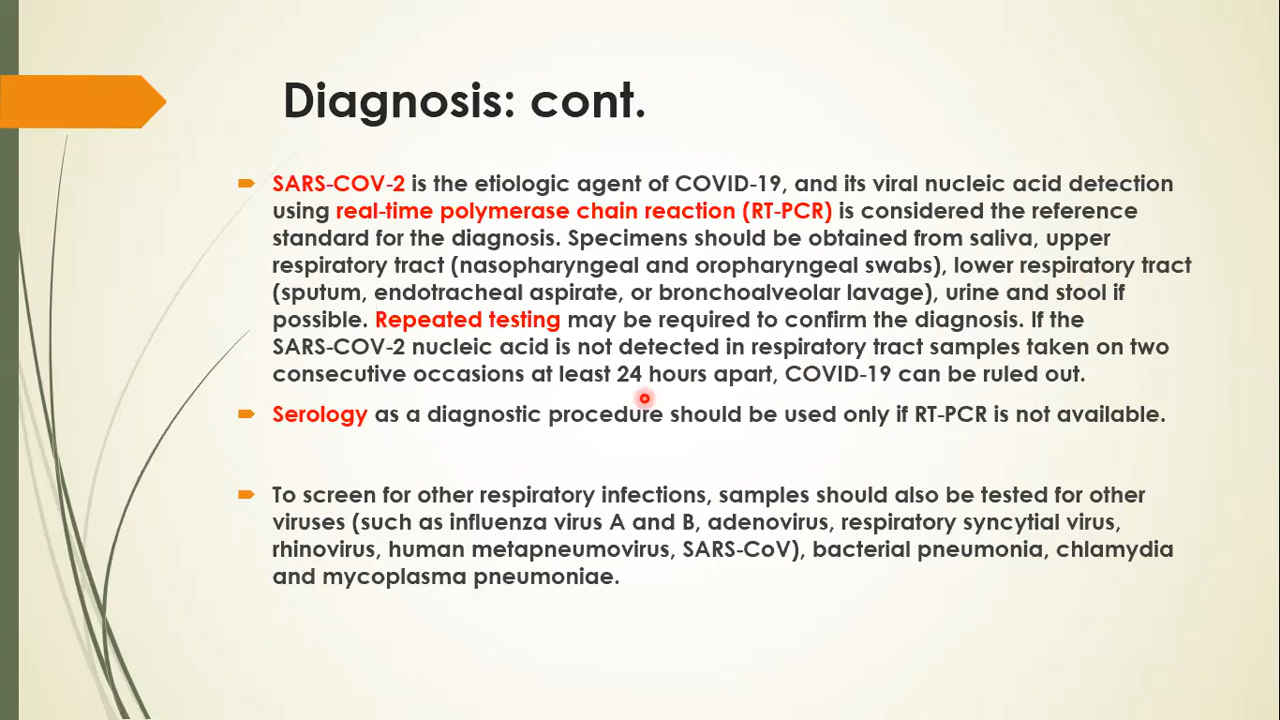 Diagnosis: cont.
SARS-COV-2 is the etiologic agent of COVID-19, and its viral nucleic acid detection
using real-time polymerase chain reaction (RT-PCR) is considered the reference
standard for the diagnosis. Specimens should be obtained from saliva, upper
respiratory tract (nasopharyngeal and oropharyngeal swabs), lower respiratory tract
(sputum, endotracheal aspirate, or bronchoalveolar lavage), urine and stool if
possible. Repeated testing may be required to confirm the diagnosis. If the
SARS-COV-2 nucleic acid is not detected in respiratory tract samples taken on two
consecutive occasions at least 24 hours apart, COVID-19 can be ruled out.
Serology as a diagnostic procedure should be used only if RT-PCR is not available.
To screen for other respiratory infections, samples should also be tested for other
viruses (such as influenza virus A and B, adenovirus, respiratory syncytial virus,
rhinovirus, human metapneumovirus, SARS-CoV), bacterial pneumonia, chlamydia
and mycoplasma pneumoniae.